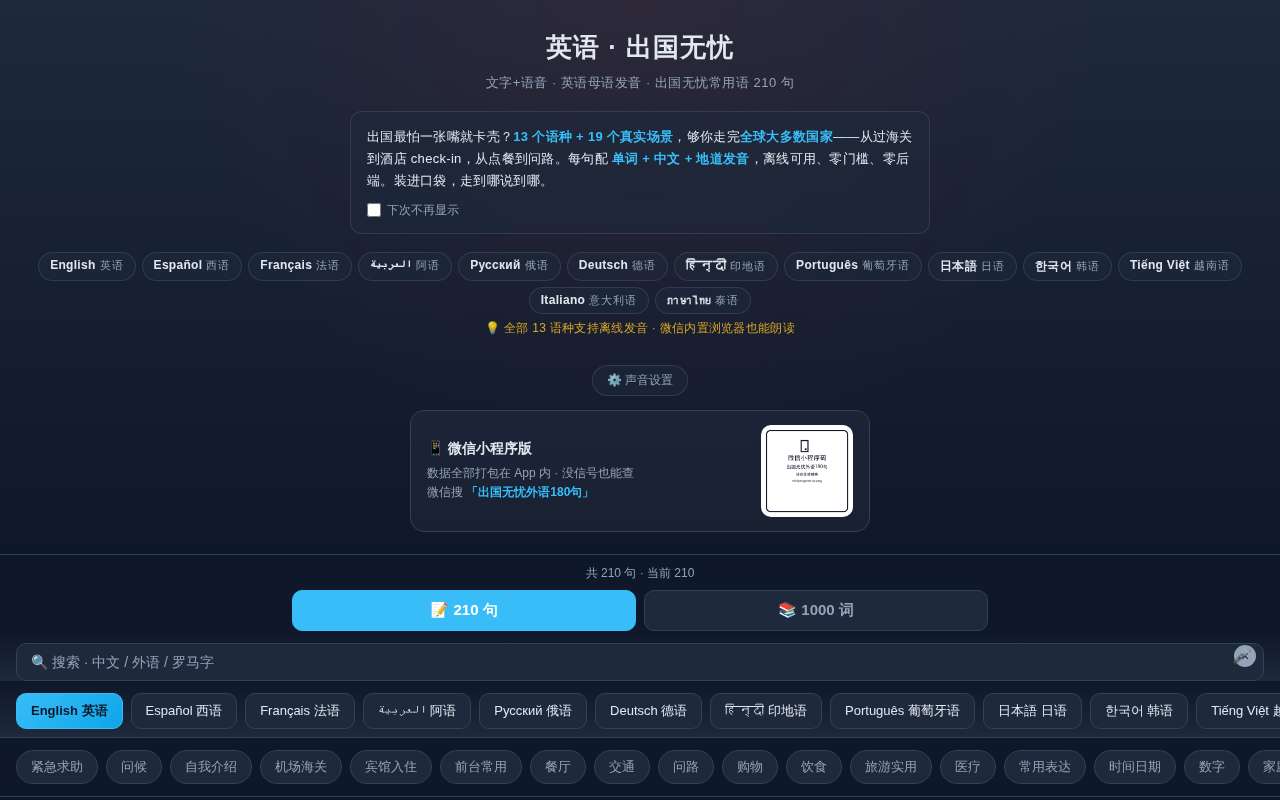 英语 · 出国无忧
文字+语音 · 英语母语发音 · 出国无忧常用语 210 句
出国最怕一张嘴就卡壳？13 个语种 + 19 个真实场景，够你走完全球大多数国家——从过海关
到酒店 check-in，从点餐到问路。每句配 单词 + 中文 + 地道发音，离线可用、零门槛、零后
端。装进口袋，走到哪说到哪。
下次不再显示
English 英语 Español 西语 Français 法语 العربية 阿语 Русский 俄语 Deutsch 德语 हिन्दी 印地语 Português 葡萄牙语 日本語 日语 한국어 韩语 Tiếng Việt 越南语
Italiano 意大利语 ภาษาไทย 泰语
💡 全部 13 语种支持离线发音 · 微信内置浏览器也能朗读
⚙️ 声音设置
📱 微信小程序版
数据全部打包在 App 内 · 没信号也能查
微信搜 「出国无忧外语180句」
微信小程序码
出国无忧外语180句
共 210 句 · 当前 210
📝 210 句
📚 1000 词
🔍 搜索 · 中文 / 外语 / 罗马字
English 英语 Español 西语 Français 法语 العربية 阿语 Русский 俄语 Deutsch 德语 हिन्दी 印地语 Português 葡萄牙语 日本語 日语 한국어 韩语 Tiếng Việt
紧急求助 问候 自我介绍 机场海关 宾馆入住 前台常用 餐厅 交通 问路 购物 饮食 旅游实用 医疗 常用表达 时间日期 数字